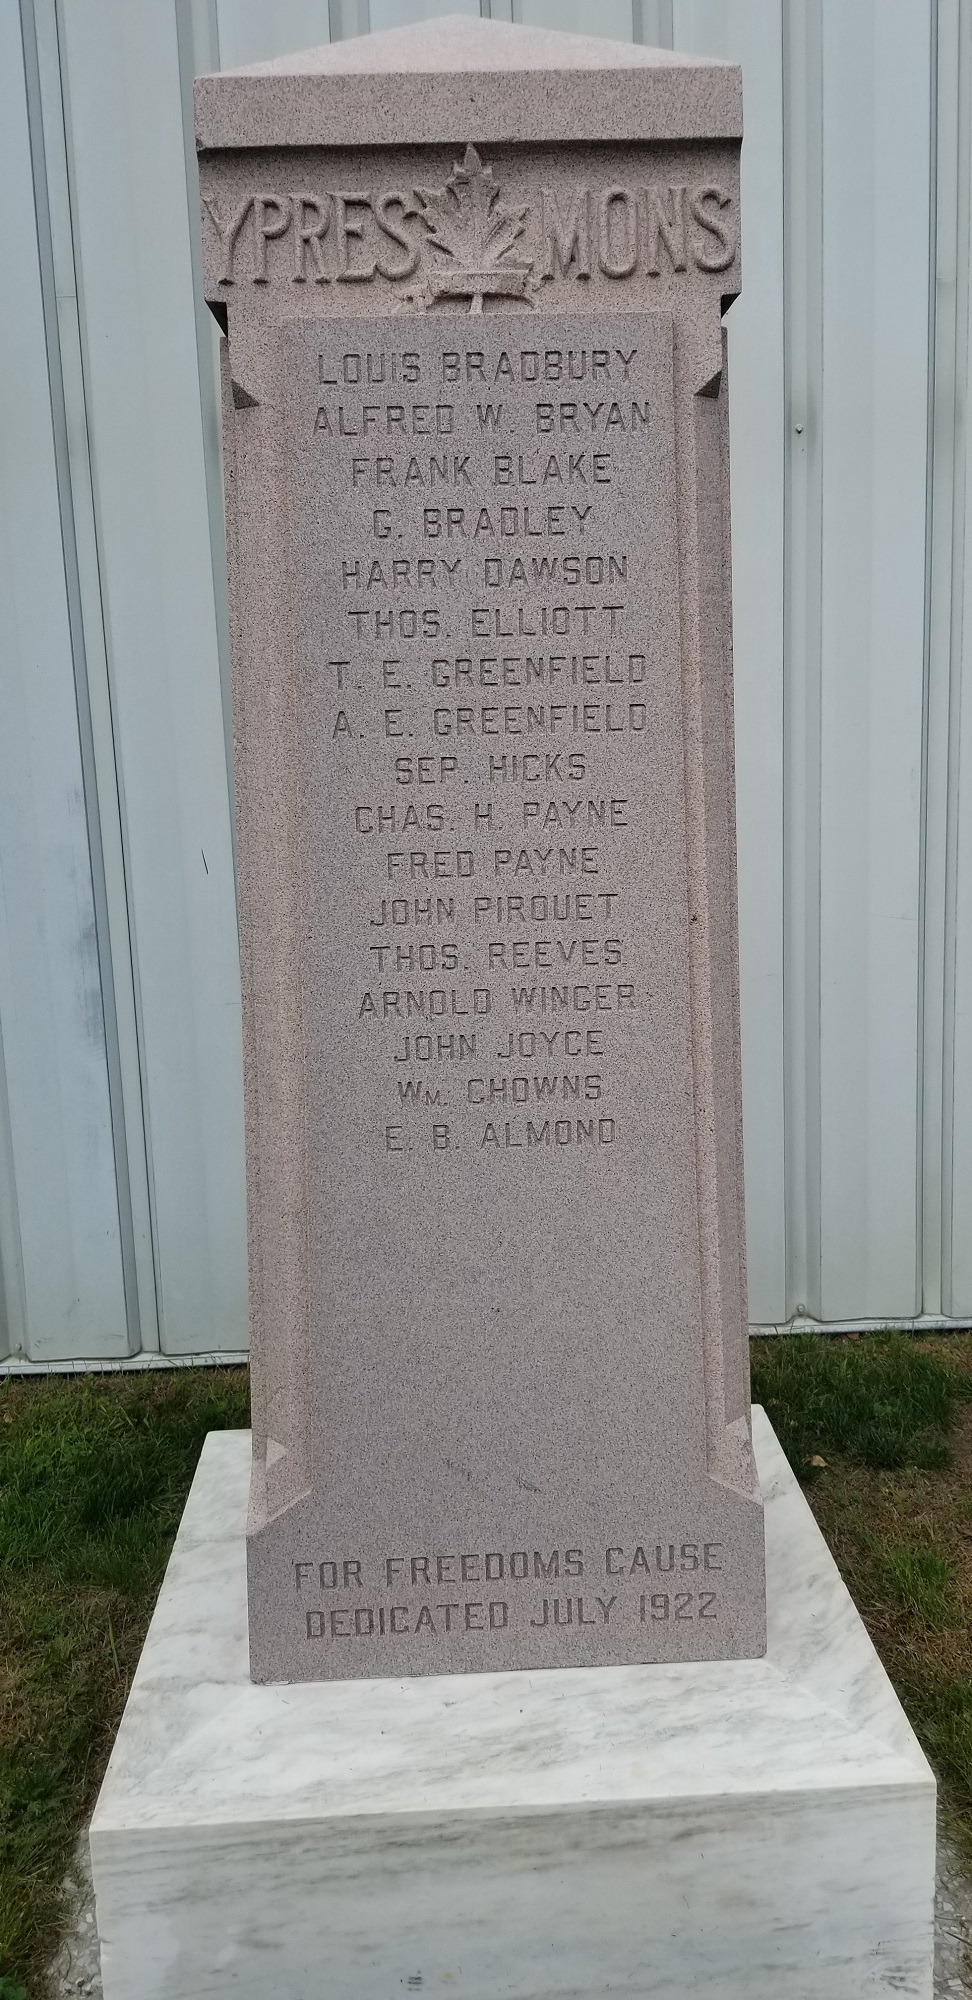 YPRES MONS
LOUIS BRADBURY
ALFRED W. BRYAN
FRANK BLAKE
G. BRADLEY
HARRY DAWSON
THOS. ELLIOTT
T. E. GREENFIELD
A. E. GREENFIELD
SEP. HICKS
CHAS. H. PAYNE
FRED PAYNE
JOHN PIROUET
THOS. REEVES
ARNOLD WINGER
JOHN JOYCE
WM. CHOWNS
E. B. ALMOND
FOR FREEDOMS CAUSE
DEDICATED JULY 1922